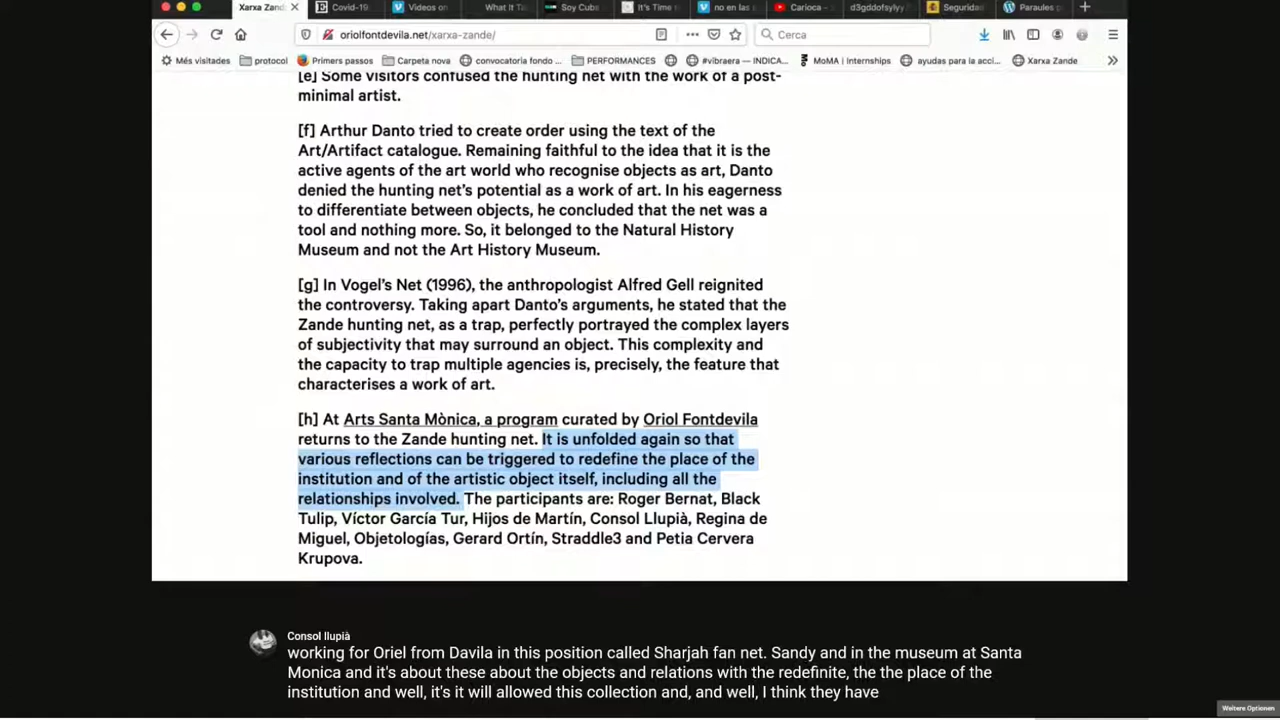 Xarxa Zand
Covid-19
Videos on
What It Ta
Soy Cube
It's Time
no en las
Carioca –
d3gddofsylyy
Seguridad
Paraules
oriolfontdevila.net/xarxa-zande/
Cerca
Més visitades
protocol
Primers passos
Carpeta nova
convocatoria fondo ...
PERFORMANCES
#vibraera — INDICA...
MoMA | Internships
ayudas para la acci...
Xarxa Zande
[e] Some visitors confused the hunting net with the work of a post-
minimal artist.
[f] Arthur Danto tried to create order using the text of the
Art/Artifact catalogue. Remaining faithful to the idea that it is the
active agents of the art world who recognise objects as art, Danto
denied the hunting net's potential as a work of art. In his eagerness
to differentiate between objects, he concluded that the net was a
tool and nothing more. So, it belonged to the Natural History
Museum and not the Art History Museum.
[g] In Vogel's Net (1996), the anthropologist Alfred Gell reignited
the controversy. Taking apart Danto's arguments, he stated that the
Zande hunting net, as a trap, perfectly portrayed the complex layers
of subjectivity that may surround an object. This complexity and
the capacity to trap multiple agencies is, precisely, the feature that
characterises a work of art.
[h] At Arts Santa Mònica, a program curated by Oriol Fontdevila
returns to the Zande hunting net. It is unfolded again so that
various reflections can be triggered to redefine the place of the
institution and of the artistic object itself, including all the
relationships involved. The participants are: Roger Bernat, Black
Tulip, Víctor García Tur, Hijos de Martín, Consol Llupià, Regina de
Miguel, Objetologías, Gerard Ortín, Straddle3 and Petia Cervera
Krupova.
Consol llupià
working for Oriel from Davila in this position called Sharjah fan net. Sandy and in the museum at Santa
Monica and it's about these about the objects and relations with the redefinite, the the place of the
institution and well, it's it will allowed this collection and, and well, I think they have
Weitere Optionen